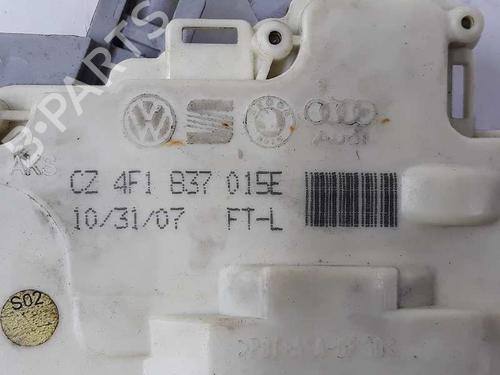 B-PARTS
AUDI
CZ 4F1 837 015E
10/31/07 FT-L
S02